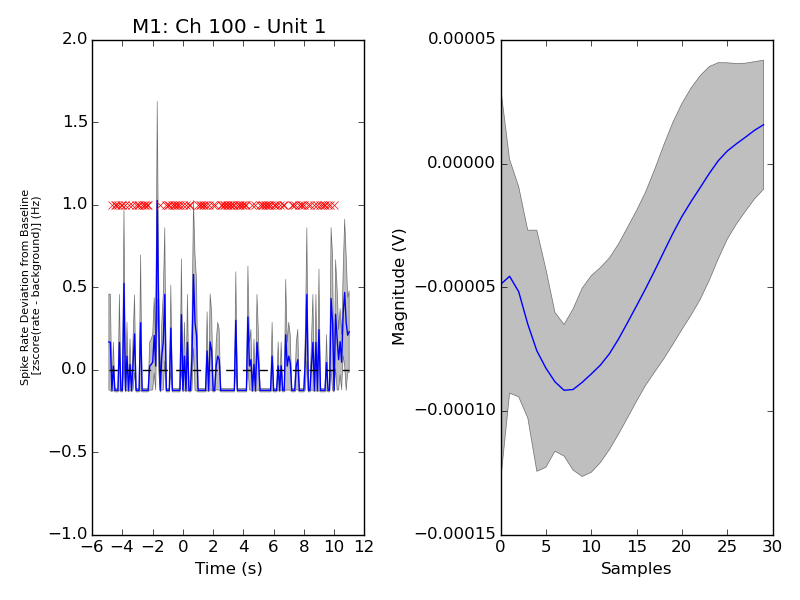 M1: Ch 100 - Unit 1
2.0
1.5
1.0
0.5
0.0
−0.5
−1.0
−6 −4 −2 0 2 4 6 8 10 12
Time (s)
Spike Rate Deviation from Baseline
[zscore(rate - background)] (Hz)
0.00005
0.00000
−0.00005
−0.00010
−0.00015
0 5 10 15 20 25 30
Samples
Magnitude (V)